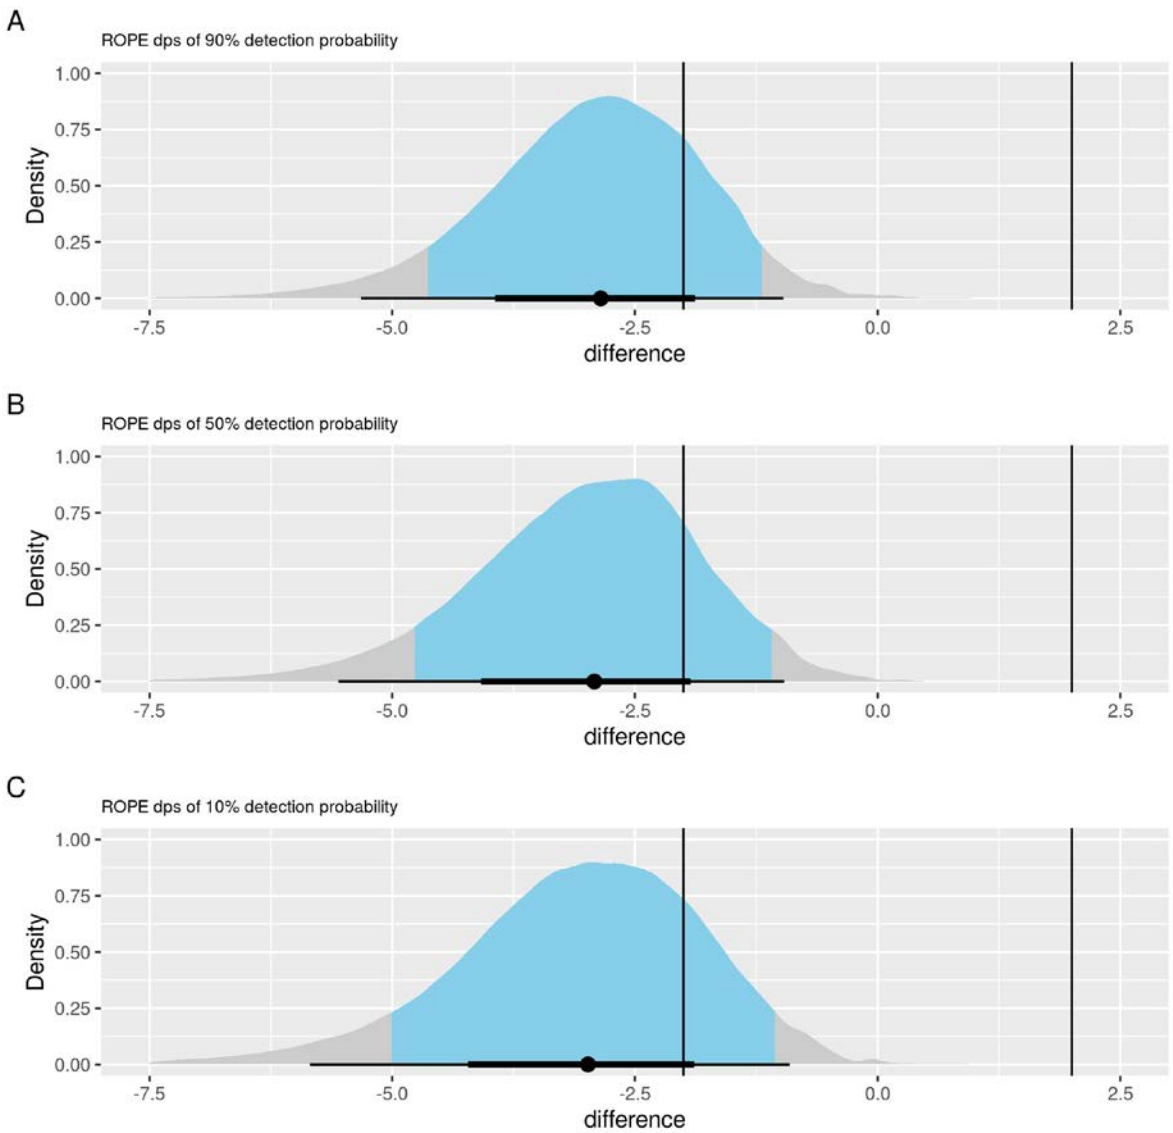 A
ROPE dps of 90% detection probability
1.00
0.75
0.50
0.25
0.00
Density
-7.5 -5.0 -2.5 0.0 2.5
difference
B
ROPE dps of 50% detection probability
1.00
0.75
0.50
0.25
0.00
Density
-7.5 -5.0 -2.5 0.0 2.5
difference
C
ROPE dps of 10% detection probability
1.00
0.75
0.50
0.25
0.00
Density
-7.5 -5.0 -2.5 0.0 2.5
difference